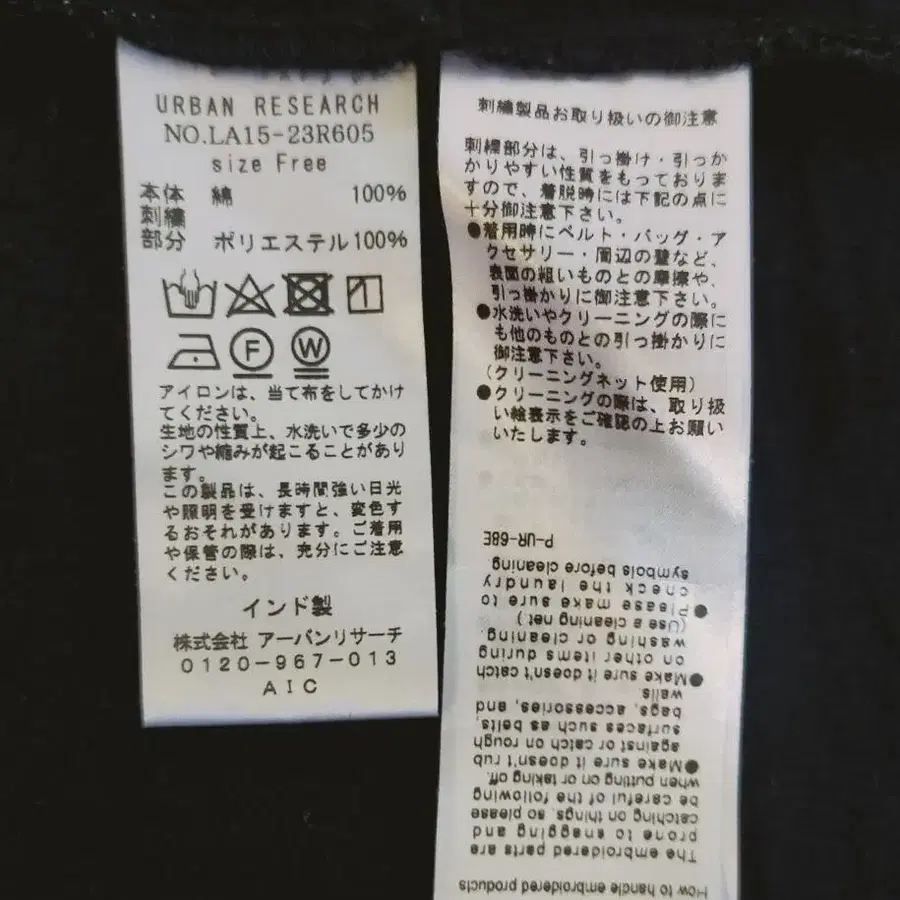 URBAN RESEARCH
NO.LA15-23R605
size Free
本体 綿 100%
刺繍
部分 ポリエステル100%
F W
アイロンは、当て布をしてかけ
てください。
生地の性質上、水洗いで多少の
シワや縮みが起こることがあり
ます。
この製品は、長時間強い日光
や照明を受けますと、変色す
るおそれがあります。ご着用
や保管の際は、充分にご注意
ください。
インド製
株式会社 アーバンリサーチ
0120-967-013
AIC
刺繍製品お取り扱いの御注意
刺繍部分は、引っ掛け・引っか
かりやすい性質をもっておりま
すので、着脱時には下記の点に
十分御注意下さい。
●着用時にベルト・バッグ・ア
クセサリー・周辺の壁など、
表面の粗いものとの摩擦や、
引っ掛かりに御注意下さい。
●水洗いやクリーニングの際に
も他のものとの引っ掛かりに
御注意下さい。
(クリーニングネット使用)
●クリーニングの際は、取り扱
い絵表示をご確認の上お願い
いたします。
How to handle embroidered products
The embroidered parts are
prone to snagging and
catching on things, so please
be careful of the following
when putting on or taking off.
●Make sure it doesn't rub
against or catch on rough
surfaces such as belts,
bags, accessories, and
walls.
●Make sure it doesn't catch
on other items during
washing or cleaning.
(Use a cleaning net.)
●Please make sure to
check the laundry
symbols before cleaning.
P-UR-68E